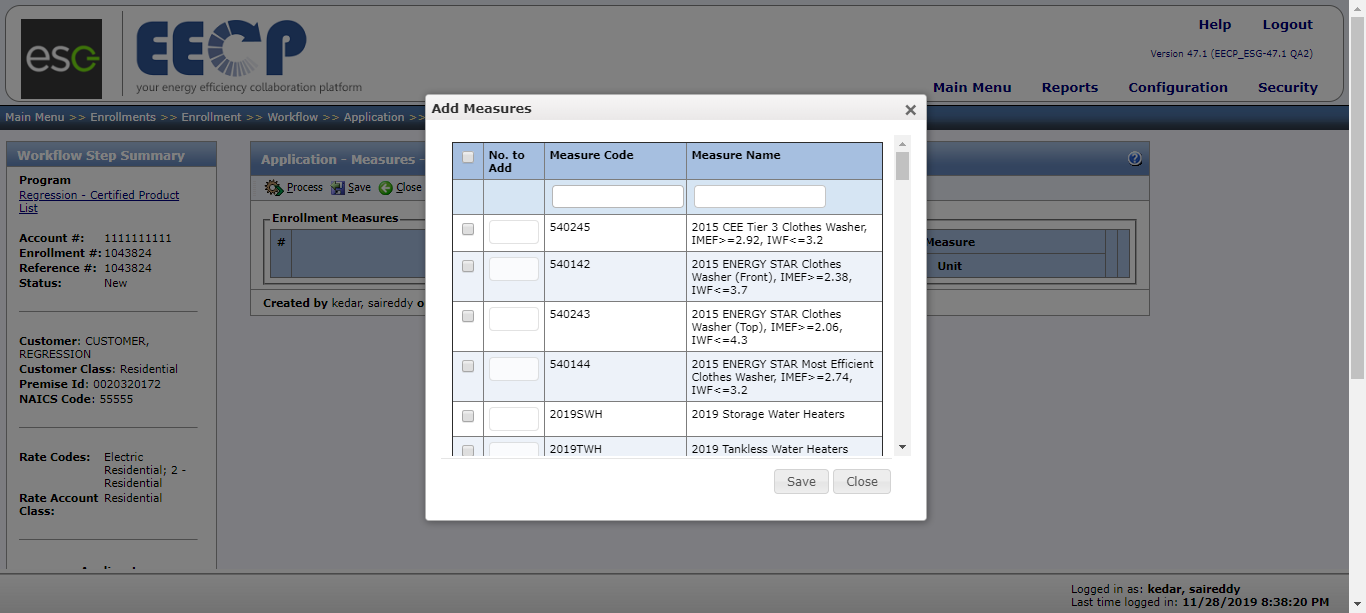 esc
EECP
your energy efficiency collaboration platform
Help Logout
Version 47.1 (EECP_ESG-47.1 QA2)
Main Menu Reports Configuration Security
Main Menu >> Enrollments >> Enrollment >> Workflow >> Application >>
Workflow Step Summary
Program
Regression - Certified Product
List
Account #: 1111111111
Enrollment #: 1043824
Reference #: 1043824
Status: New
Customer: CUSTOMER,
REGRESSION
Customer Class: Residential
Premise Id: 0020320172
NAICS Code: 55555
Rate Codes: Electric
Residential; 2 -
Residential
Rate Account Residential
Class:
Application - Measures -
Process Save Close
Enrollment Measures
#
Measure
Unit
Created by kedar, saireddy o
Add Measures
No. to Measure Code Measure Name
Add
540245 2015 CEE Tier 3 Clothes Washer,
IMEF>=2.92, IWF<=3.2
540142 2015 ENERGY STAR Clothes
Washer (Front), IMEF>=2.38,
IWF<=3.7
540243 2015 ENERGY STAR Clothes
Washer (Top), IMEF>=2.06,
IWF<=4.3
540144 2015 ENERGY STAR Most Efficient
Clothes Washer, IMEF>=2.74,
IWF<=3.2
2019SWH 2019 Storage Water Heaters
2019TWH 2019 Tankless Water Heaters
Save Close
Logged in as: kedar, saireddy
Last time logged in: 11/28/2019 8:38:20 PM